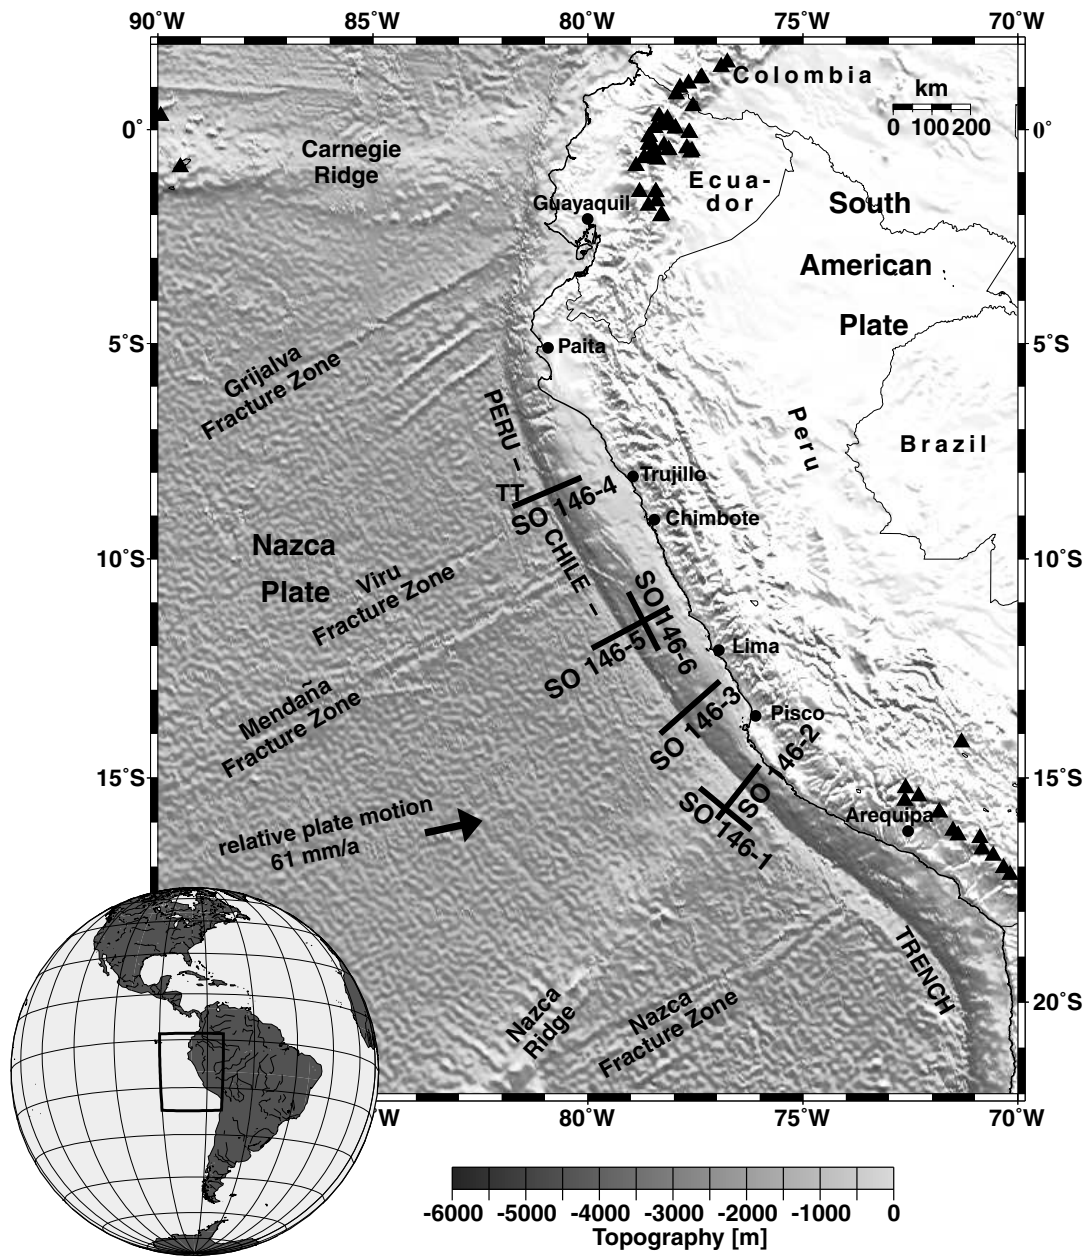 90°W 85°W 80°W 75°W 70°W
Colombia
km
0 100 200
0°
0°
Carnegie
Ridge
Ecua-
dor
Guayaquil
South
American
Plate
5°S
5°S
Paita
Grijalva
Fracture Zone
PERU –
Peru
Brazil
Trujillo
TT
SO 146-4
Chimbote
CHILE –
Nazca
Plate
10°S
10°S
Viru
Fracture Zone
SO 146-6
SO 146-5
Lima
Mendaña
Fracture Zone
SO 146-3
Pisco
SO 146-2
15°S
15°S
SO 146-1
Arequipa
relative plate motion
61 mm/a
TRENCH
20°S
Nazca
Ridge
Nazca
Fracture Zone
W 80°W 75°W 70°W
-6000 -5000 -4000 -3000 -2000 -1000 0
Topography [m]